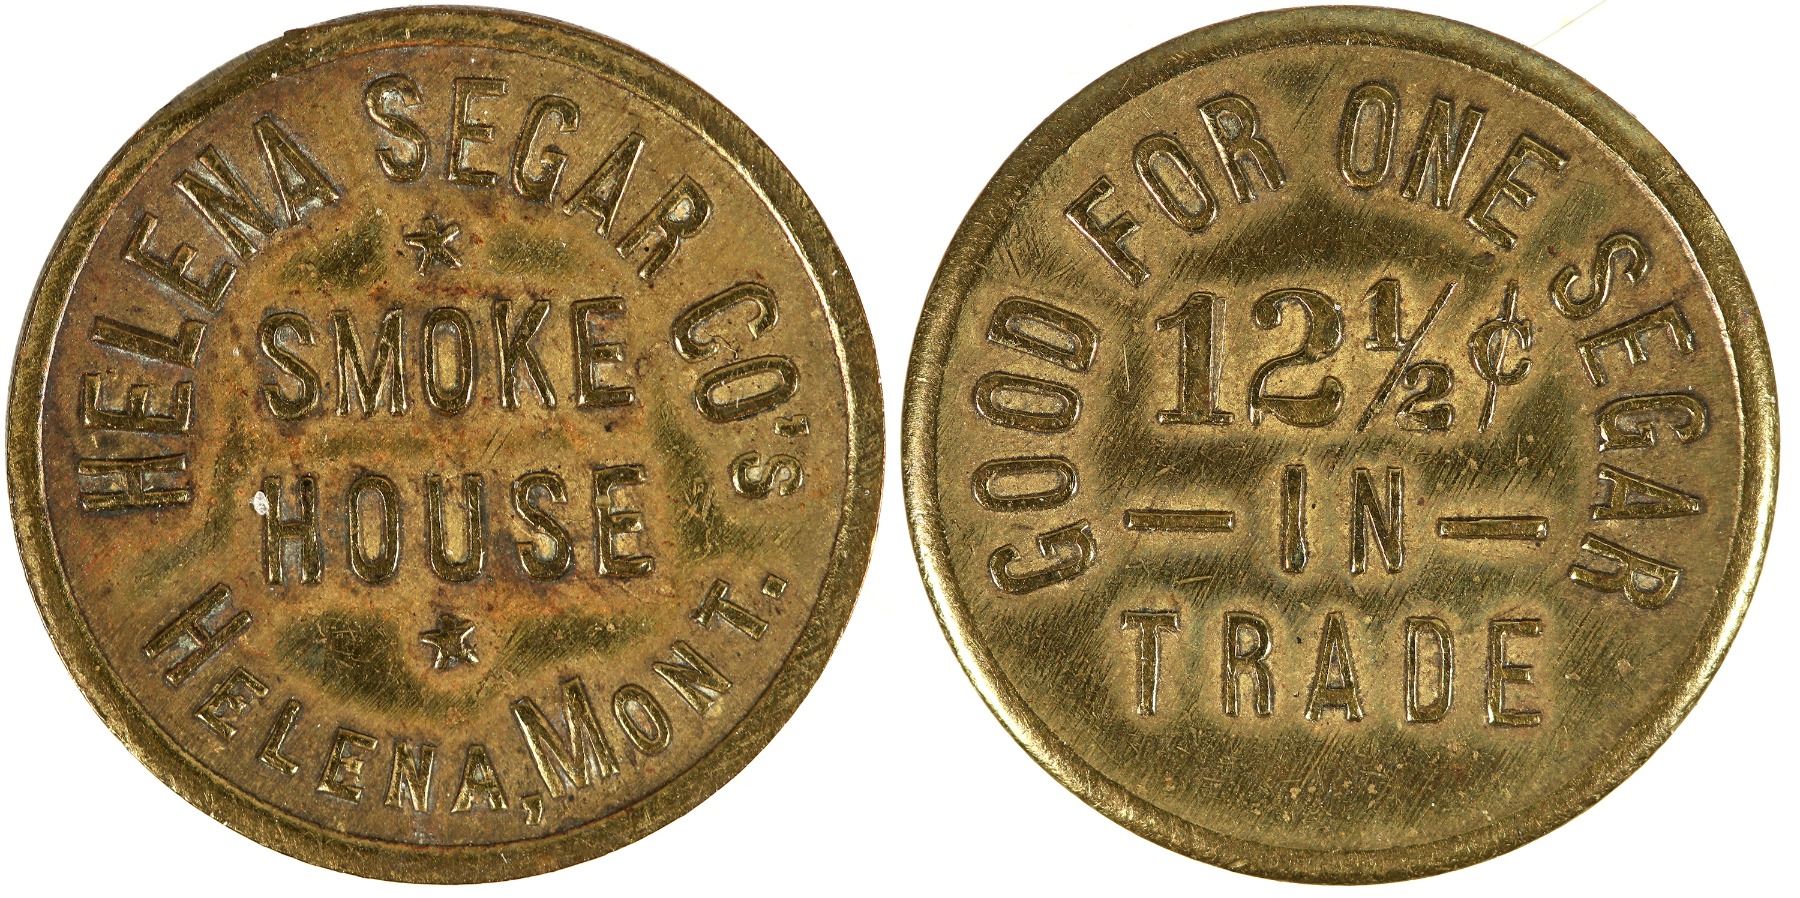 HELENA SEGAR CO'S
SMOKE
HOUSE
HELENA, MONT.
GOOD FOR ONE SEGAR
12½¢
— IN —
TRADE